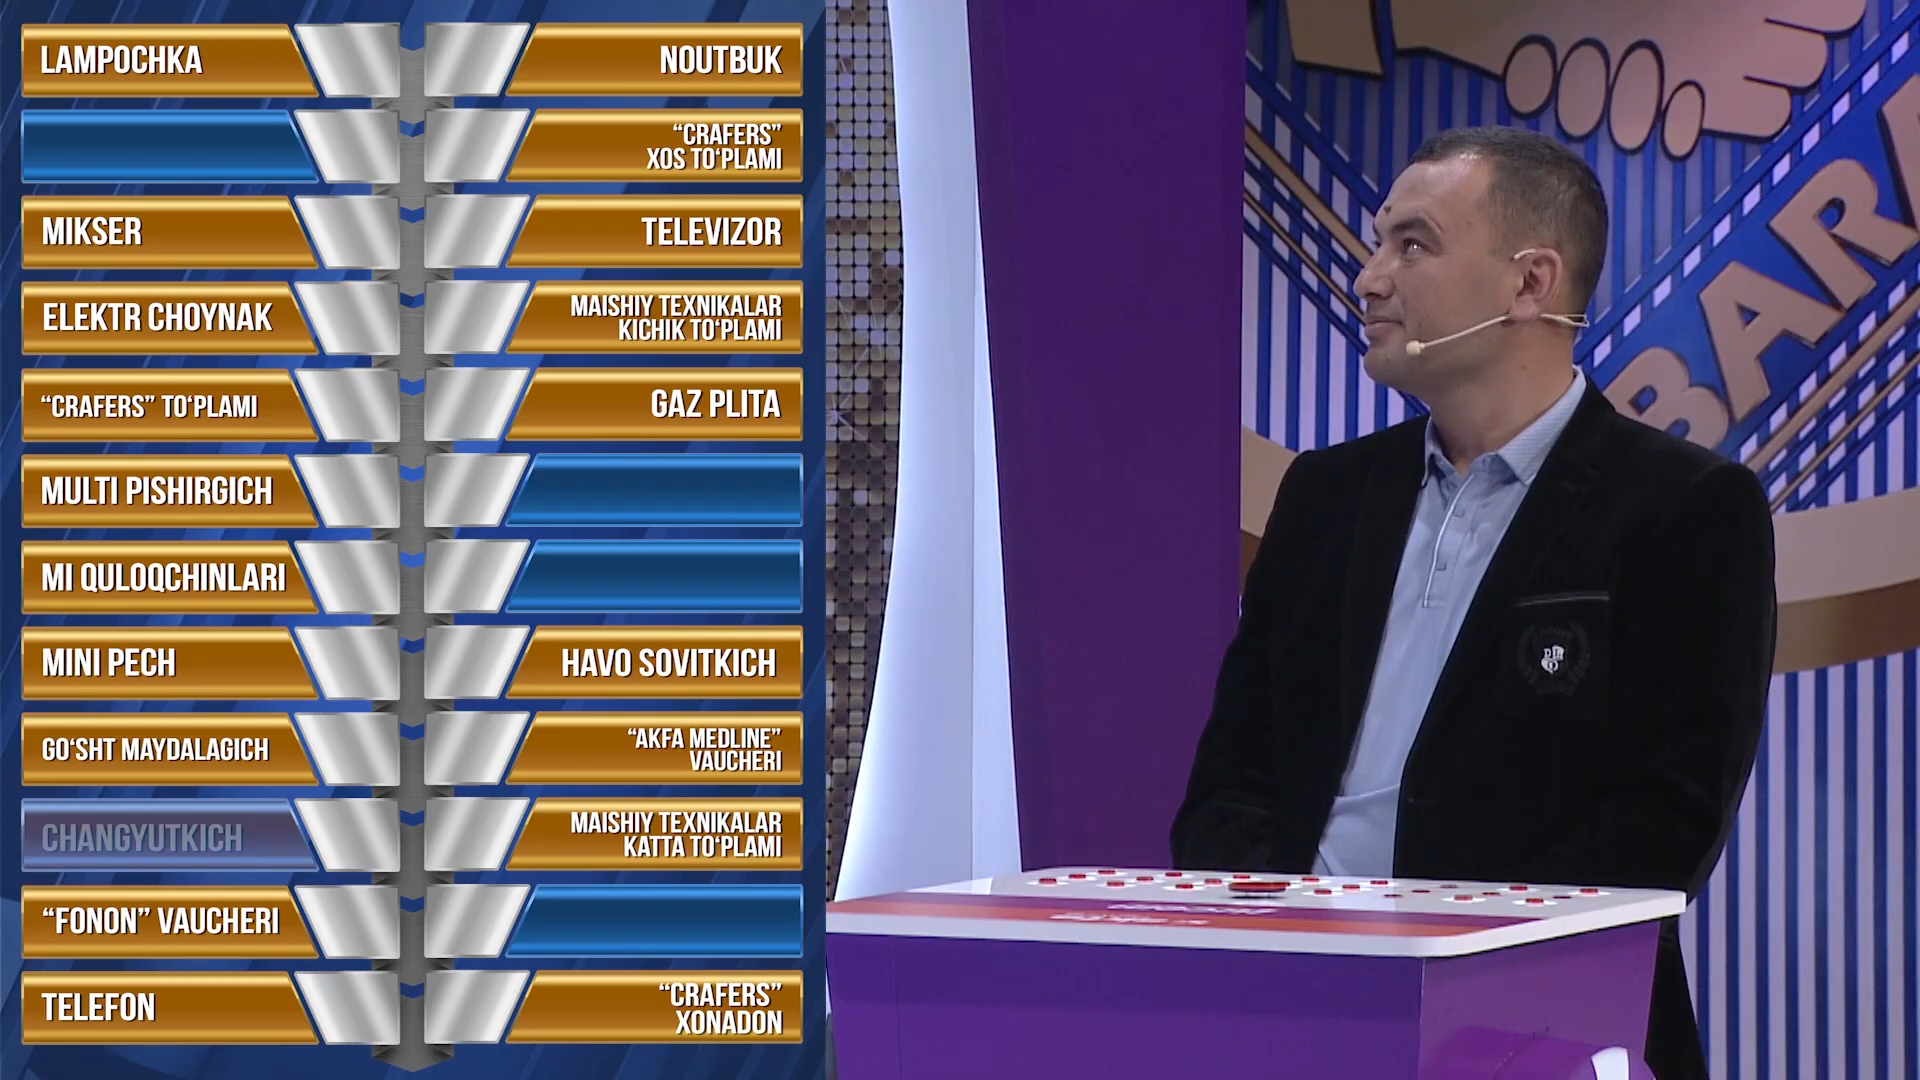 LAMPOCHKA
MIKSER
ELEKTR CHOYNAK
“CRAFERS” TO‘PLAMI
MULTI PISHIRGICH
MI QULOQCHINLARI
MINI PECH
GO‘SHT MAYDALAGICH
CHANGYUTKICH
“FONON” VAUCHERI
TELEFON
NOUTBUK
“CRAFERS”
XOS TO‘PLAMI
TELEVIZOR
MAISHIY TEXNIKALAR
KICHIK TO‘PLAMI
GAZ PLITA
HAVO SOVITKICH
“AKFA MEDLINE”
VAUCHERI
MAISHIY TEXNIKALAR
KATTA TO‘PLAMI
“CRAFERS”
XONADON
BARA